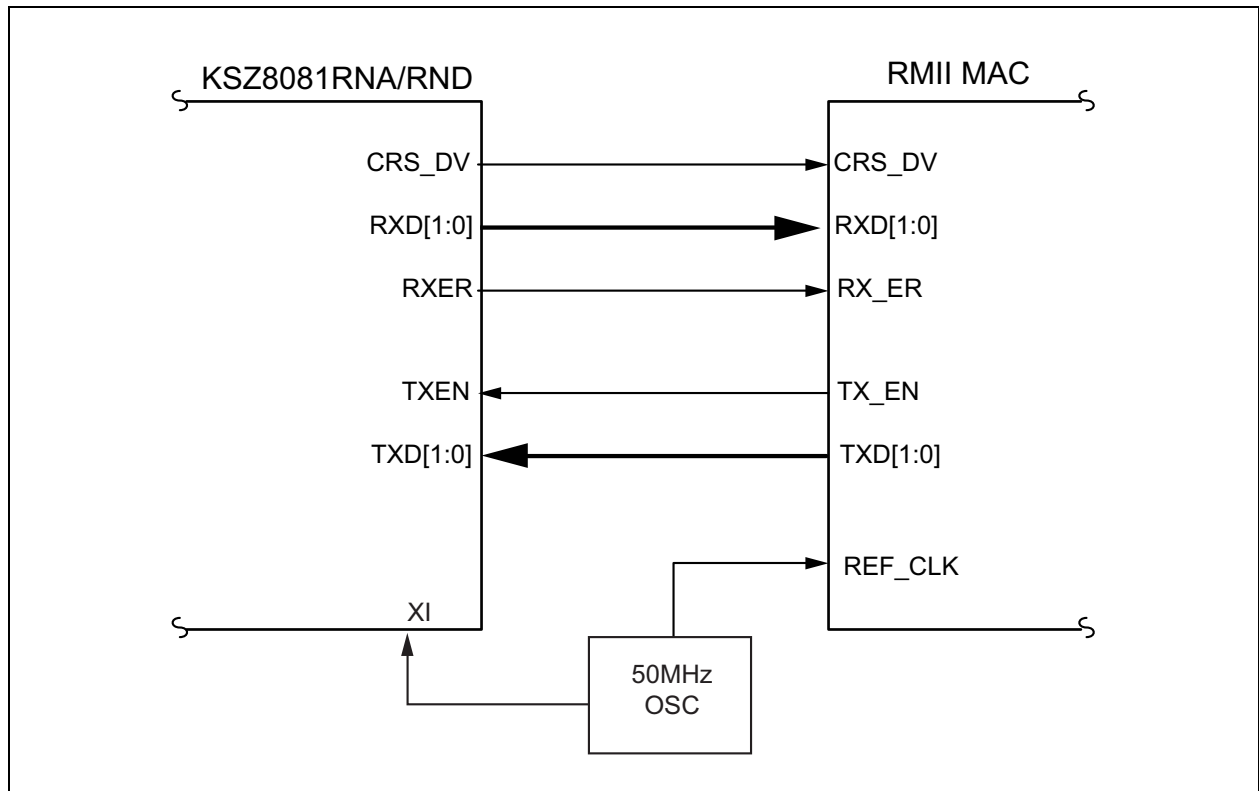 KSZ8081RNA/RND
RMII MAC
CRS_DV
CRS_DV
RXD[1:0]
RXD[1:0]
RXER
RX_ER
TXEN
TX_EN
TXD[1:0]
TXD[1:0]
REF_CLK
XI
50MHz
OSC